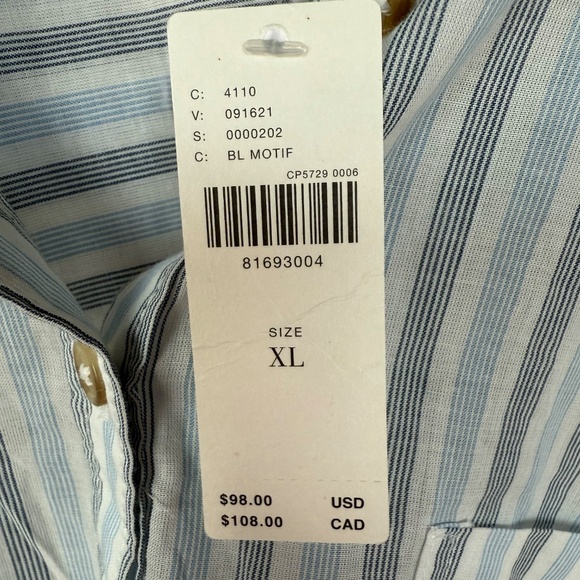 C: 4110
V: 091621
S: 0000202
C: BL MOTIF
CP5729 0006
81693004
SIZE
XL
$98.00 USD
$108.00 CAD